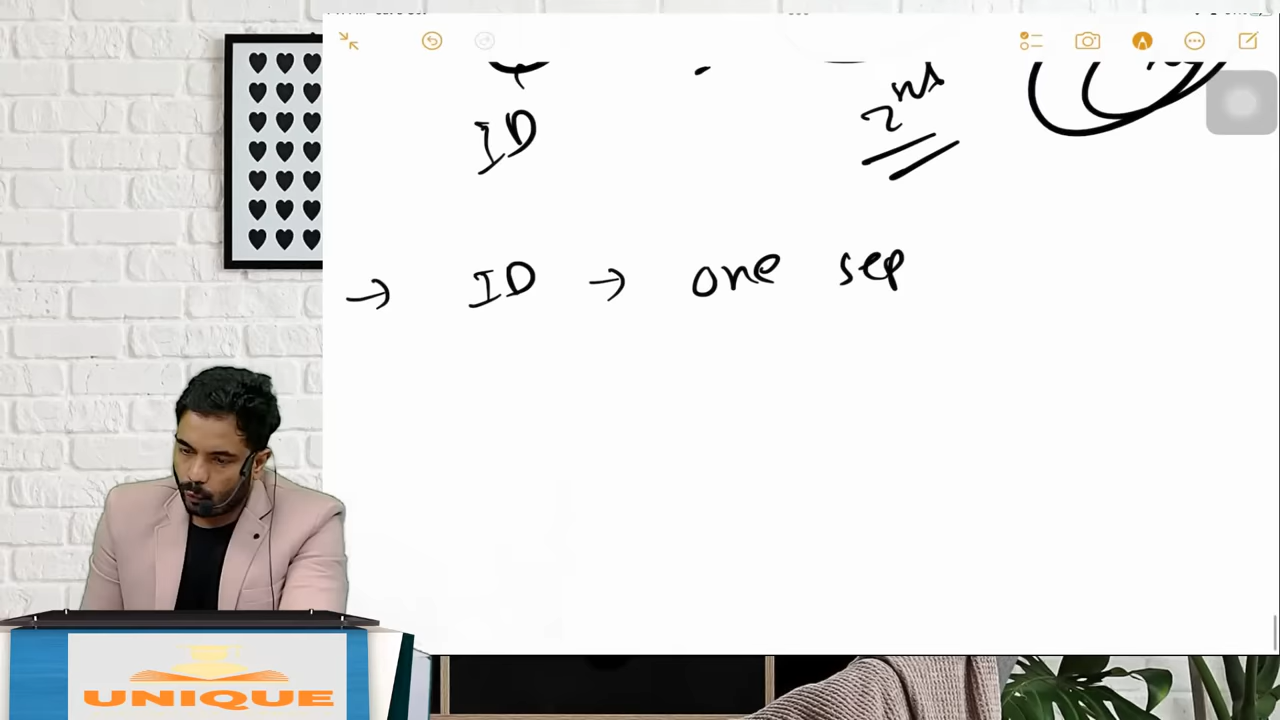 ID
2nd
→ ID → one sep
UNIQUE